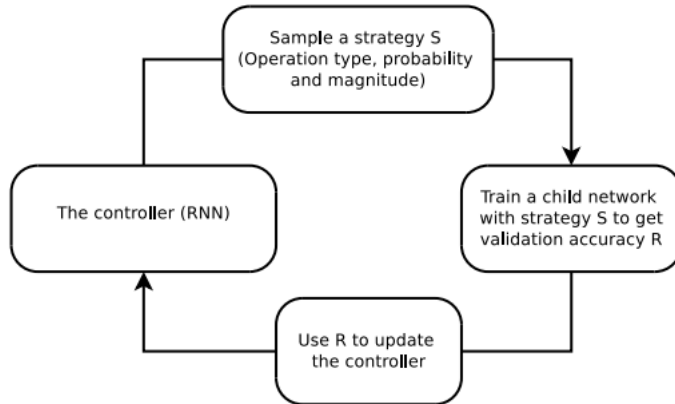 Sample a strategy S
(Operation type, probability
and magnitude)
The controller (RNN)
Train a child network
with strategy S to get
validation accuracy R
Use R to update
the controller